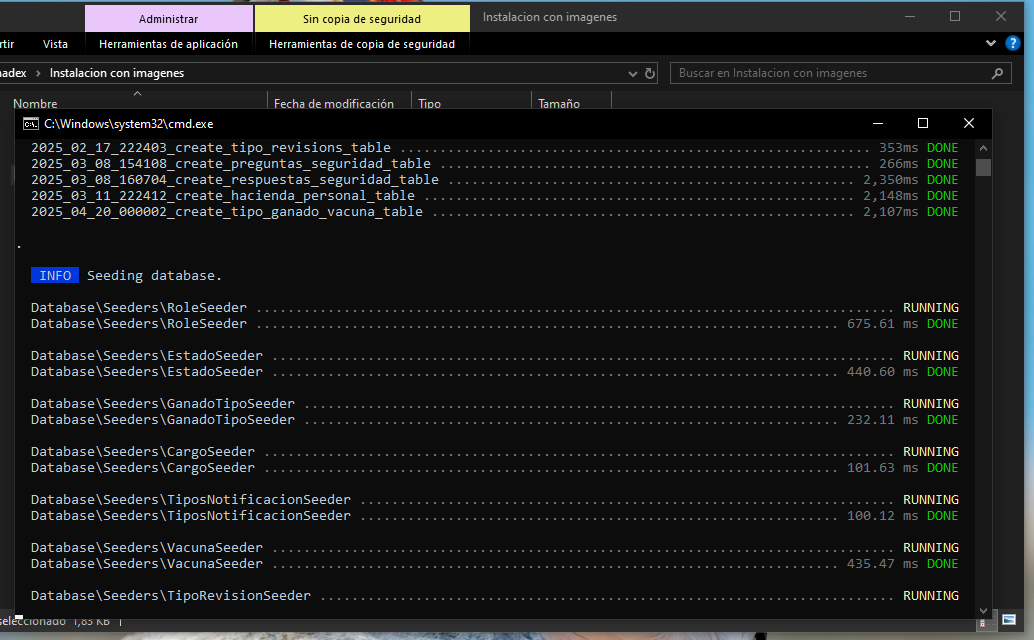 Administrar
Sin copia de seguridad
Instalacion con imagenes
rtir
Vista
Herramientas de aplicación
Herramientas de copia de seguridad
?
nadex > Instalacion con imagenes
Buscar en Instalacion con imagenes
Nombre
Fecha de modificación
Tipo
Tamaño
C:\Windows\system32\cmd.exe
2025_02_17_222403_create_tipo_revisions_table ........................................................... 353ms DONE
2025_03_08_154108_create_preguntas_seguridad_table ...................................................... 266ms DONE
2025_03_08_160704_create_respuestas_seguridad_table ................................................... 2,350ms DONE
2025_03_11_222412_create_hacienda_personal_table ...................................................... 2,148ms DONE
2025_04_20_000002_create_tipo_ganado_vacuna_table ..................................................... 2,107ms DONE
.
INFO Seeding database.
Database\Seeders\RoleSeeder ................................................................................ RUNNING
Database\Seeders\RoleSeeder ......................................................................... 675.61 ms DONE
Database\Seeders\EstadoSeeder .............................................................................. RUNNING
Database\Seeders\EstadoSeeder ....................................................................... 440.60 ms DONE
Database\Seeders\GanadoTipoSeeder .......................................................................... RUNNING
Database\Seeders\GanadoTipoSeeder ................................................................... 232.11 ms DONE
Database\Seeders\CargoSeeder ............................................................................... RUNNING
Database\Seeders\CargoSeeder ........................................................................ 101.63 ms DONE
Database\Seeders\TiposNotificacionSeeder ................................................................... RUNNING
Database\Seeders\TiposNotificacionSeeder ............................................................ 100.12 ms DONE
Database\Seeders\VacunaSeeder .............................................................................. RUNNING
Database\Seeders\VacunaSeeder ....................................................................... 435.47 ms DONE
Database\Seeders\TipoRevisionSeeder ........................................................................ RUNNING
seleccionado 1,83 KB